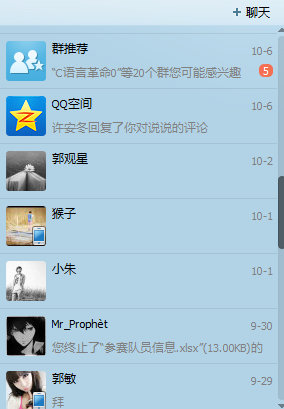 + 聊天
群推荐 10-6
"C语言革命0"等20个群您可能感兴趣 5
QQ空间 10-6
许安冬回复了你对说说的评论
郭观星 10-2
猴子 10-1
小朱 10-1
Mr_Prophèt 9-30
您终止了"参赛队员信息.xlsx"(13.00KB)的
郭敏 9-29
拜